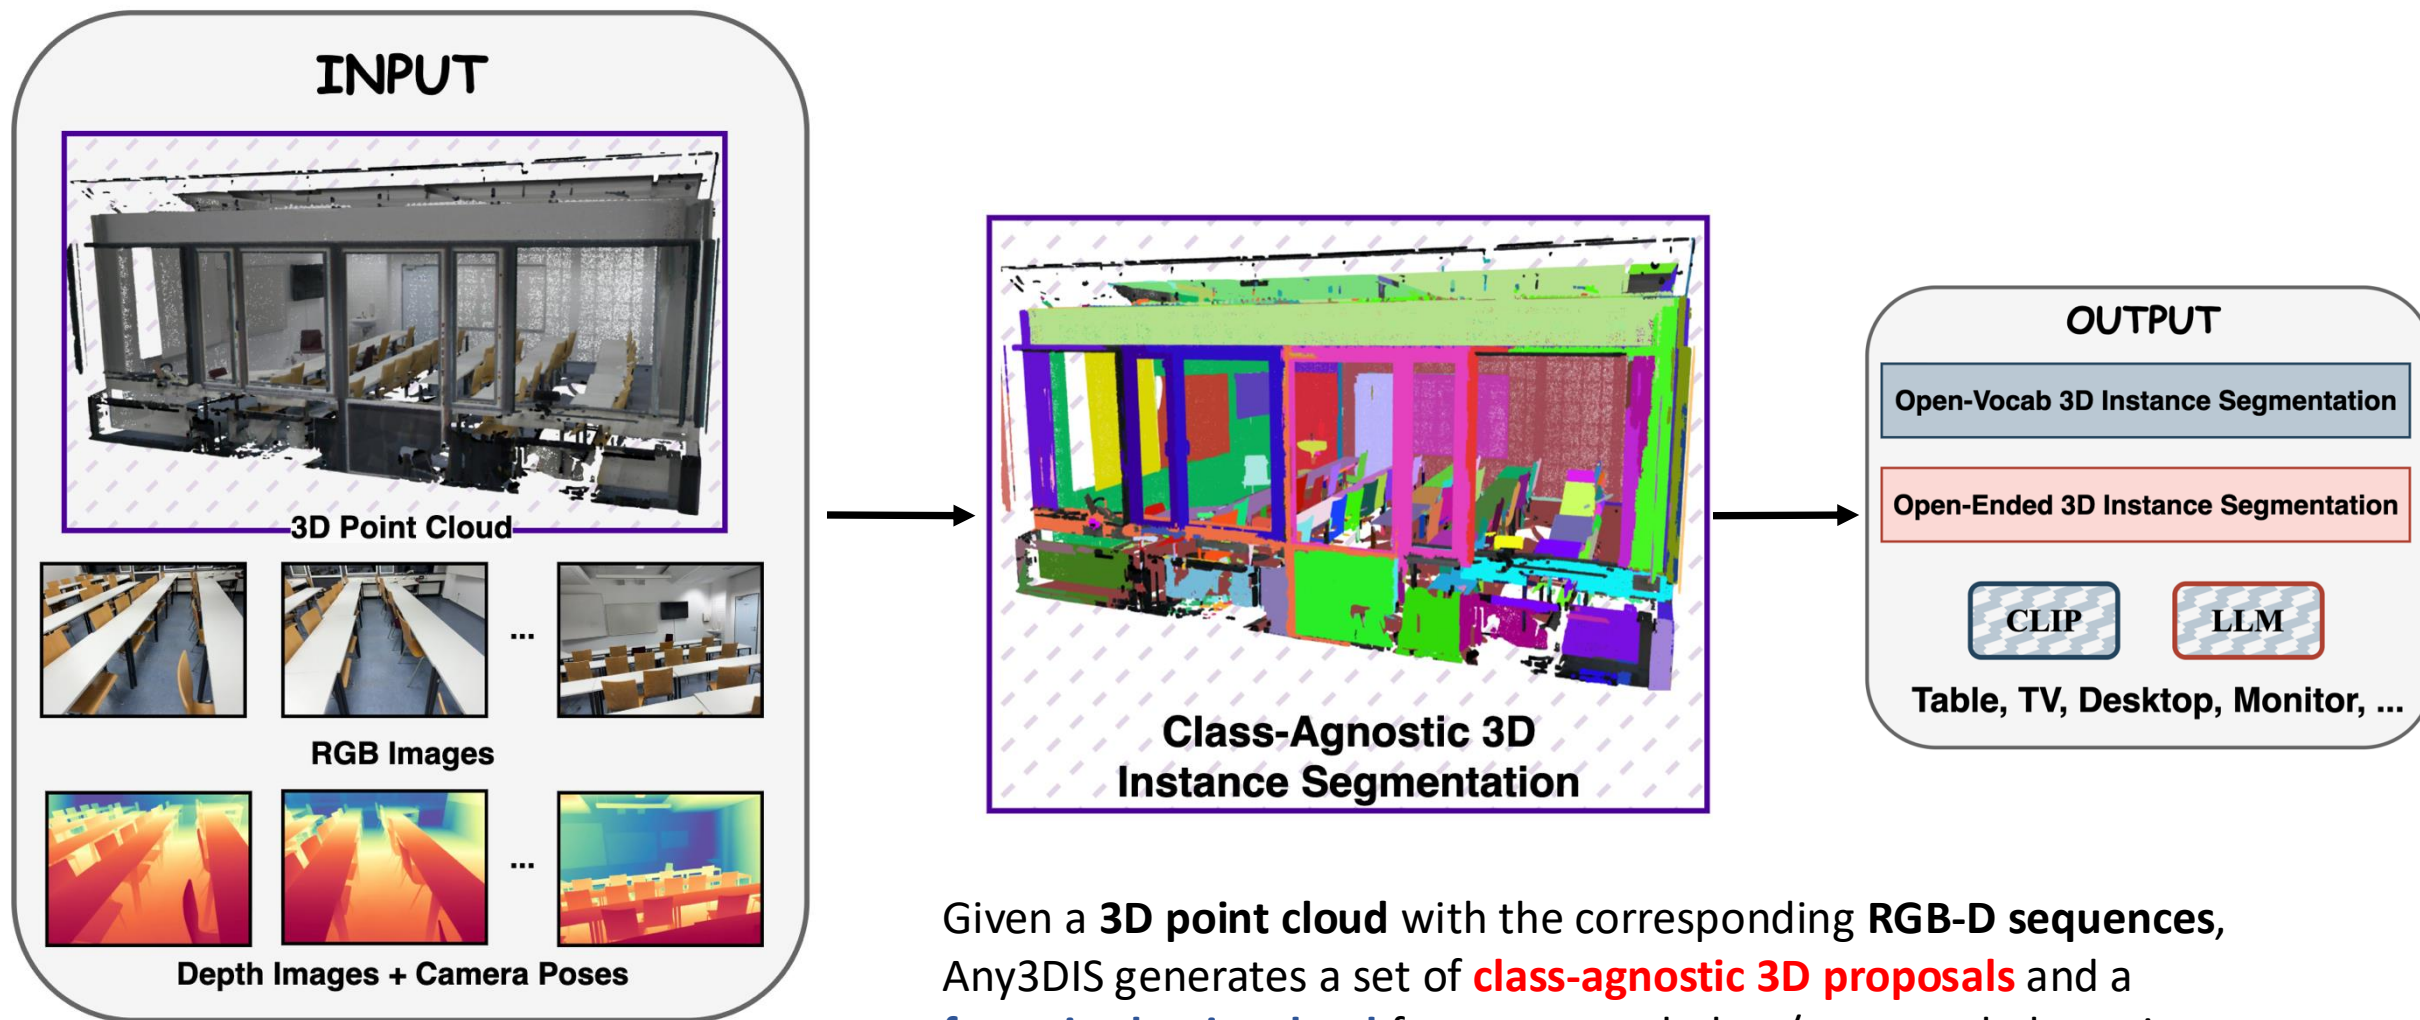 INPUT
3D Point Cloud
...
RGB Images
...
Depth Images + Camera Poses
Class-Agnostic 3D
Instance Segmentation
OUTPUT
Open-Vocab 3D Instance Segmentation
Open-Ended 3D Instance Segmentation
CLIP
LLM
Table, TV, Desktop, Monitor, ...
Given a 3D point cloud with the corresponding RGB-D sequences,
Any3DIS generates a set of class-agnostic 3D proposals and a